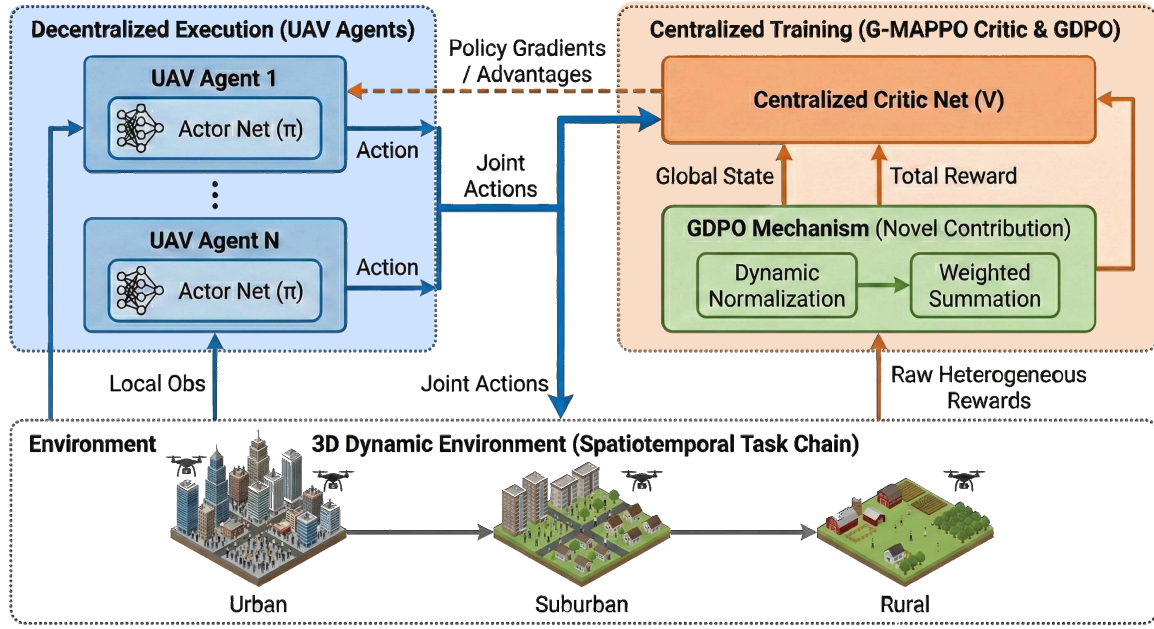 Decentralized Execution (UAV Agents)
UAV Agent 1
Actor Net (π)
Action
UAV Agent N
Actor Net (π)
Action
Policy Gradients
/ Advantages
Joint
Actions
Centralized Training (G-MAPPO Critic & GDPO)
Centralized Critic Net (V)
Global State
Total Reward
GDPO Mechanism (Novel Contribution)
Dynamic
Normalization
Weighted
Summation
Local Obs
Joint Actions
Raw Heterogeneous
Rewards
Environment
3D Dynamic Environment (Spatiotemporal Task Chain)
Urban
Suburban
Rural